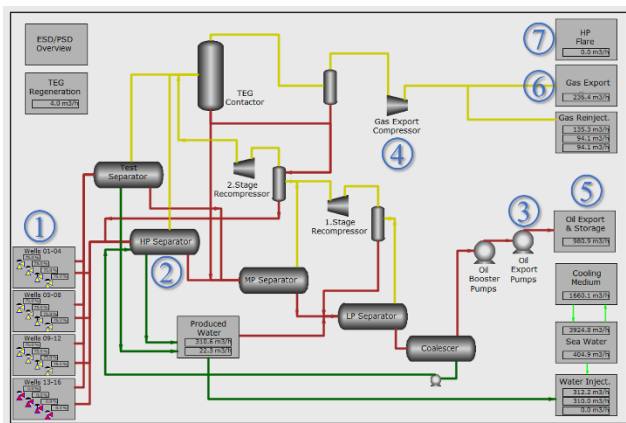 ESD/PSD
Overview
TEG
Regeneration
4.0 m3/h
TEG
Contactor
Gas Export
Compressor
4
7
HP
Flare
0.0 m3/h
6
Gas Export
236.4 m3/h
Gas Reinject.
135.3 m3/h
94.1 m3/h
94.1 m3/h
Test
Separator
2.Stage
Recompressor
1.Stage
Recompressor
1
Wells 01-04
Wells 05-08
Wells 09-12
Wells 13-16
HP Separator
2
MP Separator
LP Separator
Coalescer
Produced
Water
310.6 m3/h
22.3 m3/h
3
Oil
Booster
Pumps
Oil
Export
Pumps
5
Oil Export
& Storage
980.9 m3/h
Cooling
Medium
1660.1 m3/h
3924.0 m3/h
Sea Water
404.9 m3/h
Water Inject.
312.2 m3/h
310.0 m3/h
0.0 m3/h